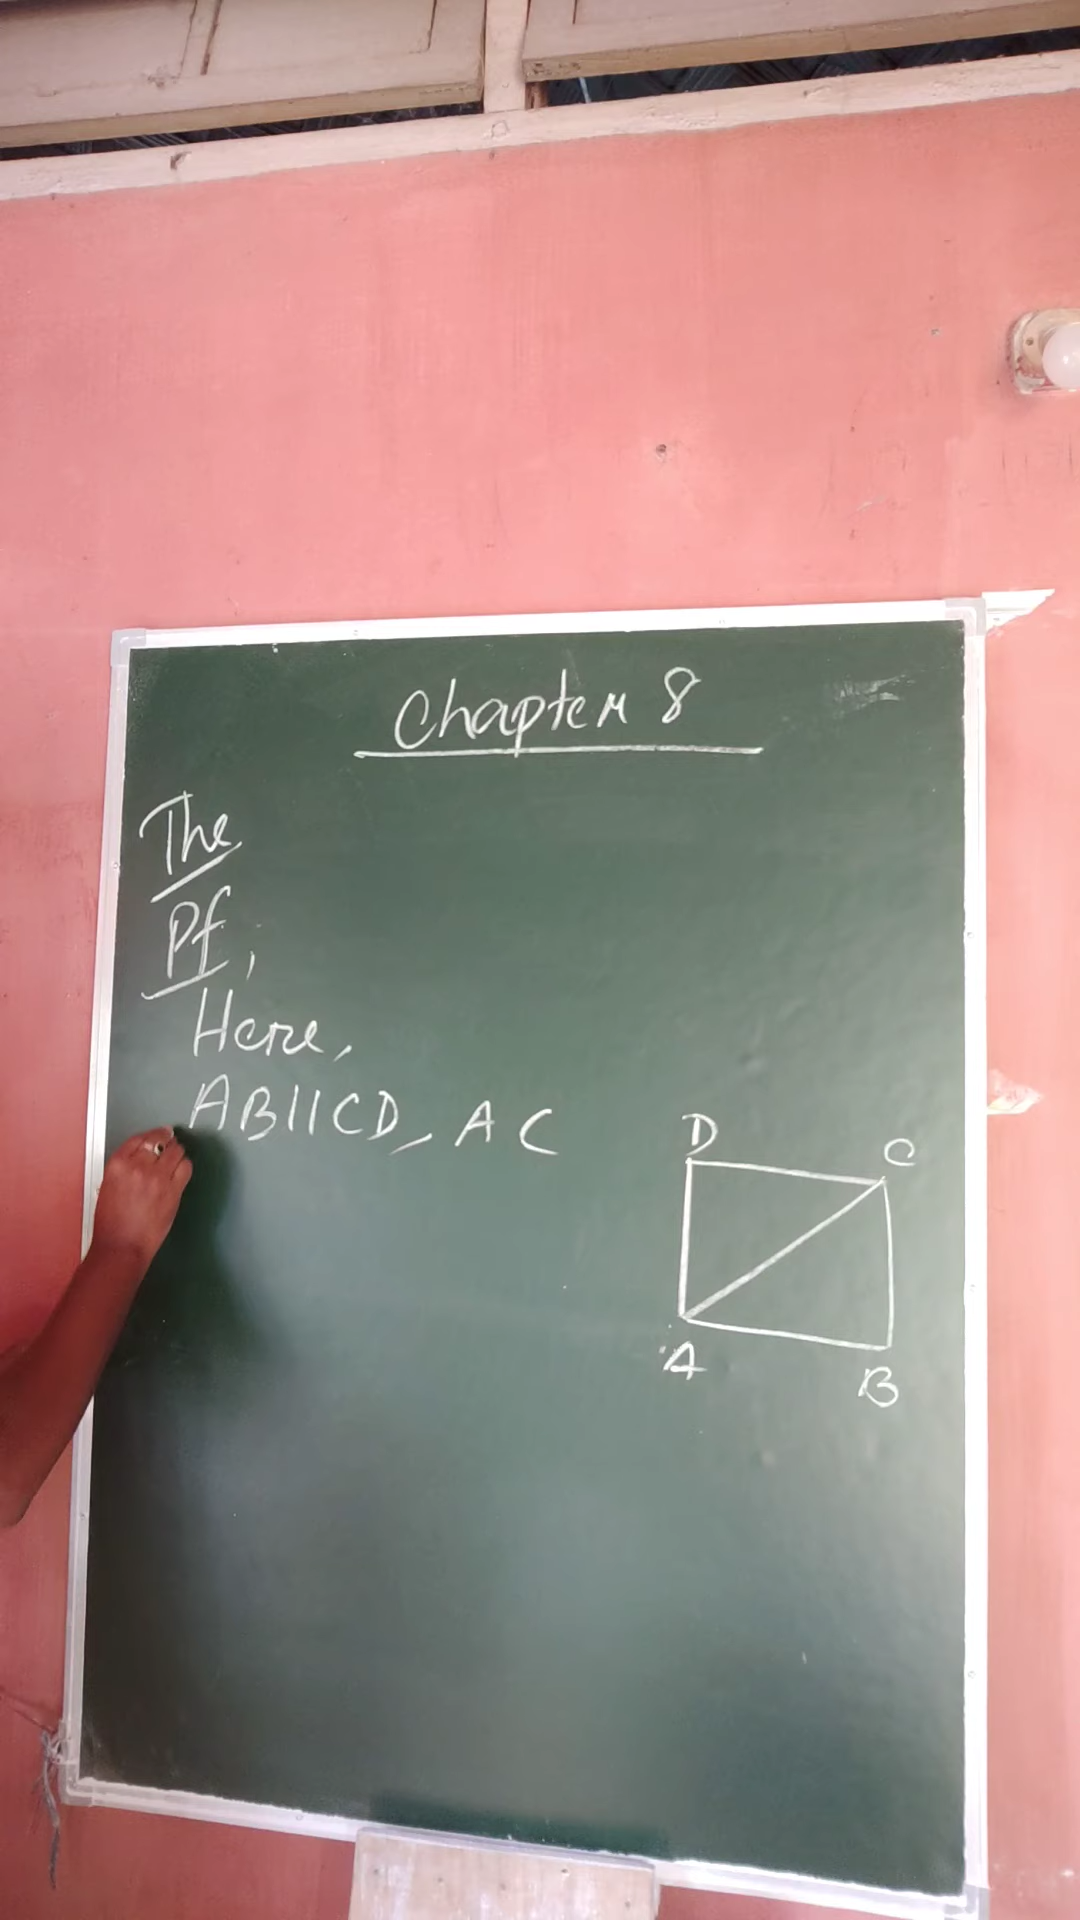 Chapter 8
The
Pf,
Here,
AB||CD, AC
D
C
A
B